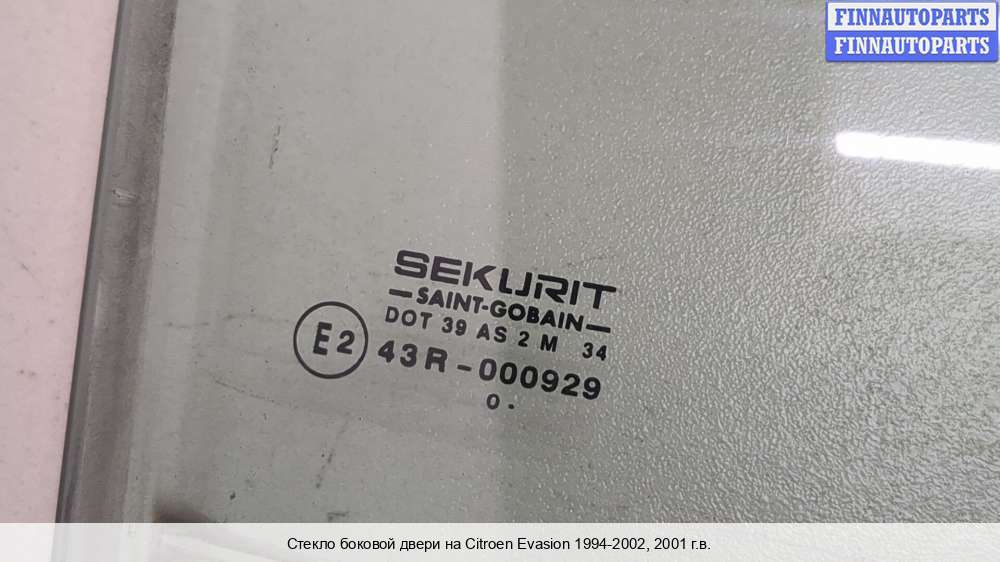 FINNAUTOPARTS
FINNAUTOPARTS
SEKURIT
—SAINT-GOBAIN—
DOT 39 AS 2 M 34
E2 43R-000929
0 .
Стекло боковой двери на Citroen Evasion 1994-2002, 2001 г.в.